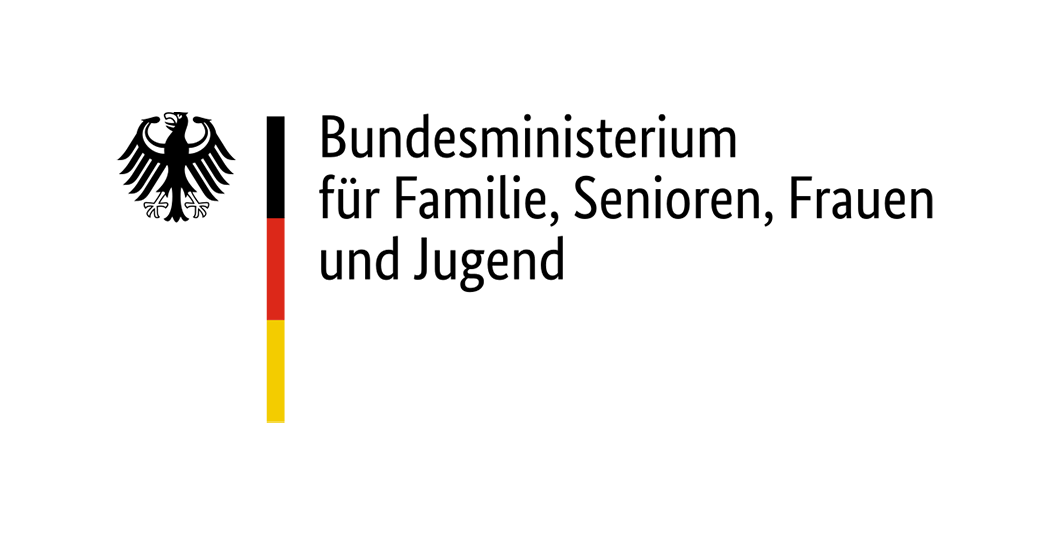 Bundesministerium
für Familie, Senioren, Frauen
und Jugend